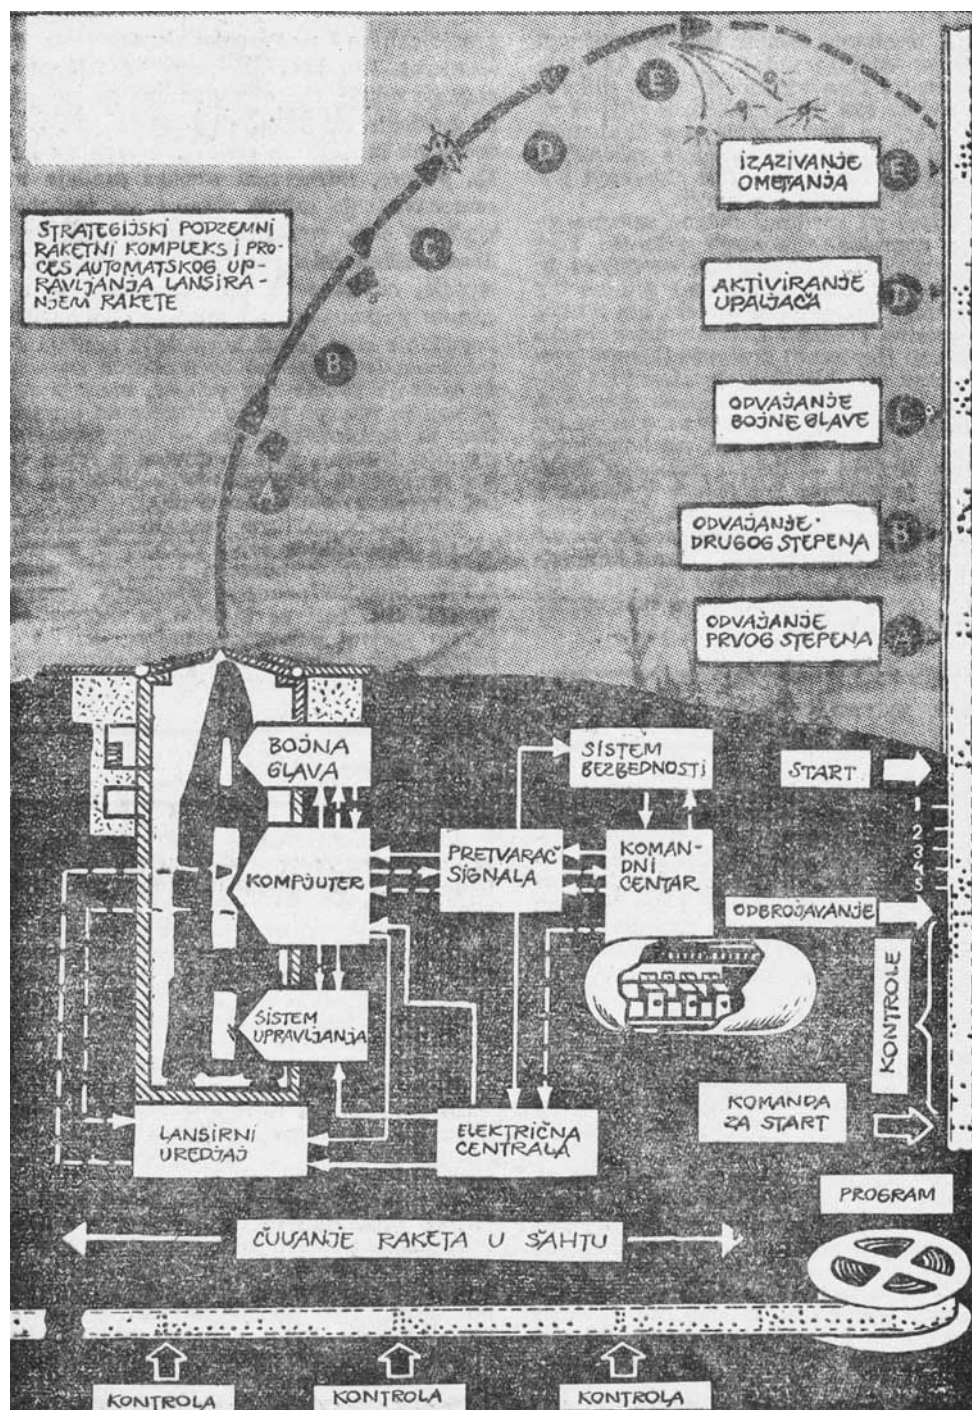 STRATEGIJSKI PODZEMNI
RAKETNI KOMPLEKS I PRO-
CES AUTOMATSKOG UP-
RAVLJANJA LANSIRA-
NJEM RAKETE
A
B
C
D
E
IZAZIVANJE
OMETANJA
E
AKTIVIRANJE
UPALJAČA
D
ODVAJANJE
BOJNE GLAVE
C
ODVAJANJE
DRUGOG STEPENA
B
ODVAJANJE
PRVOG STEPENA
A
BOJNA
GLAVA
SISTEM
BEZBEDNOSTI
START
1
2
3
4
5
KOMPJUTER
PRETVARAČ
SIGNALA
KOMAN-
DNI
CENTAR
ODBROJAVANJE
KONTROLE
SISTEM
UPRAVLJANJA
LANSIRNI
UREDJAJ
ELEKTRIČNA
CENTRALA
KOMANDA
ZA START
PROGRAM
ČUVANJE RAKETA U ŠAHTU
KONTROLA
KONTROLA
KONTROLA